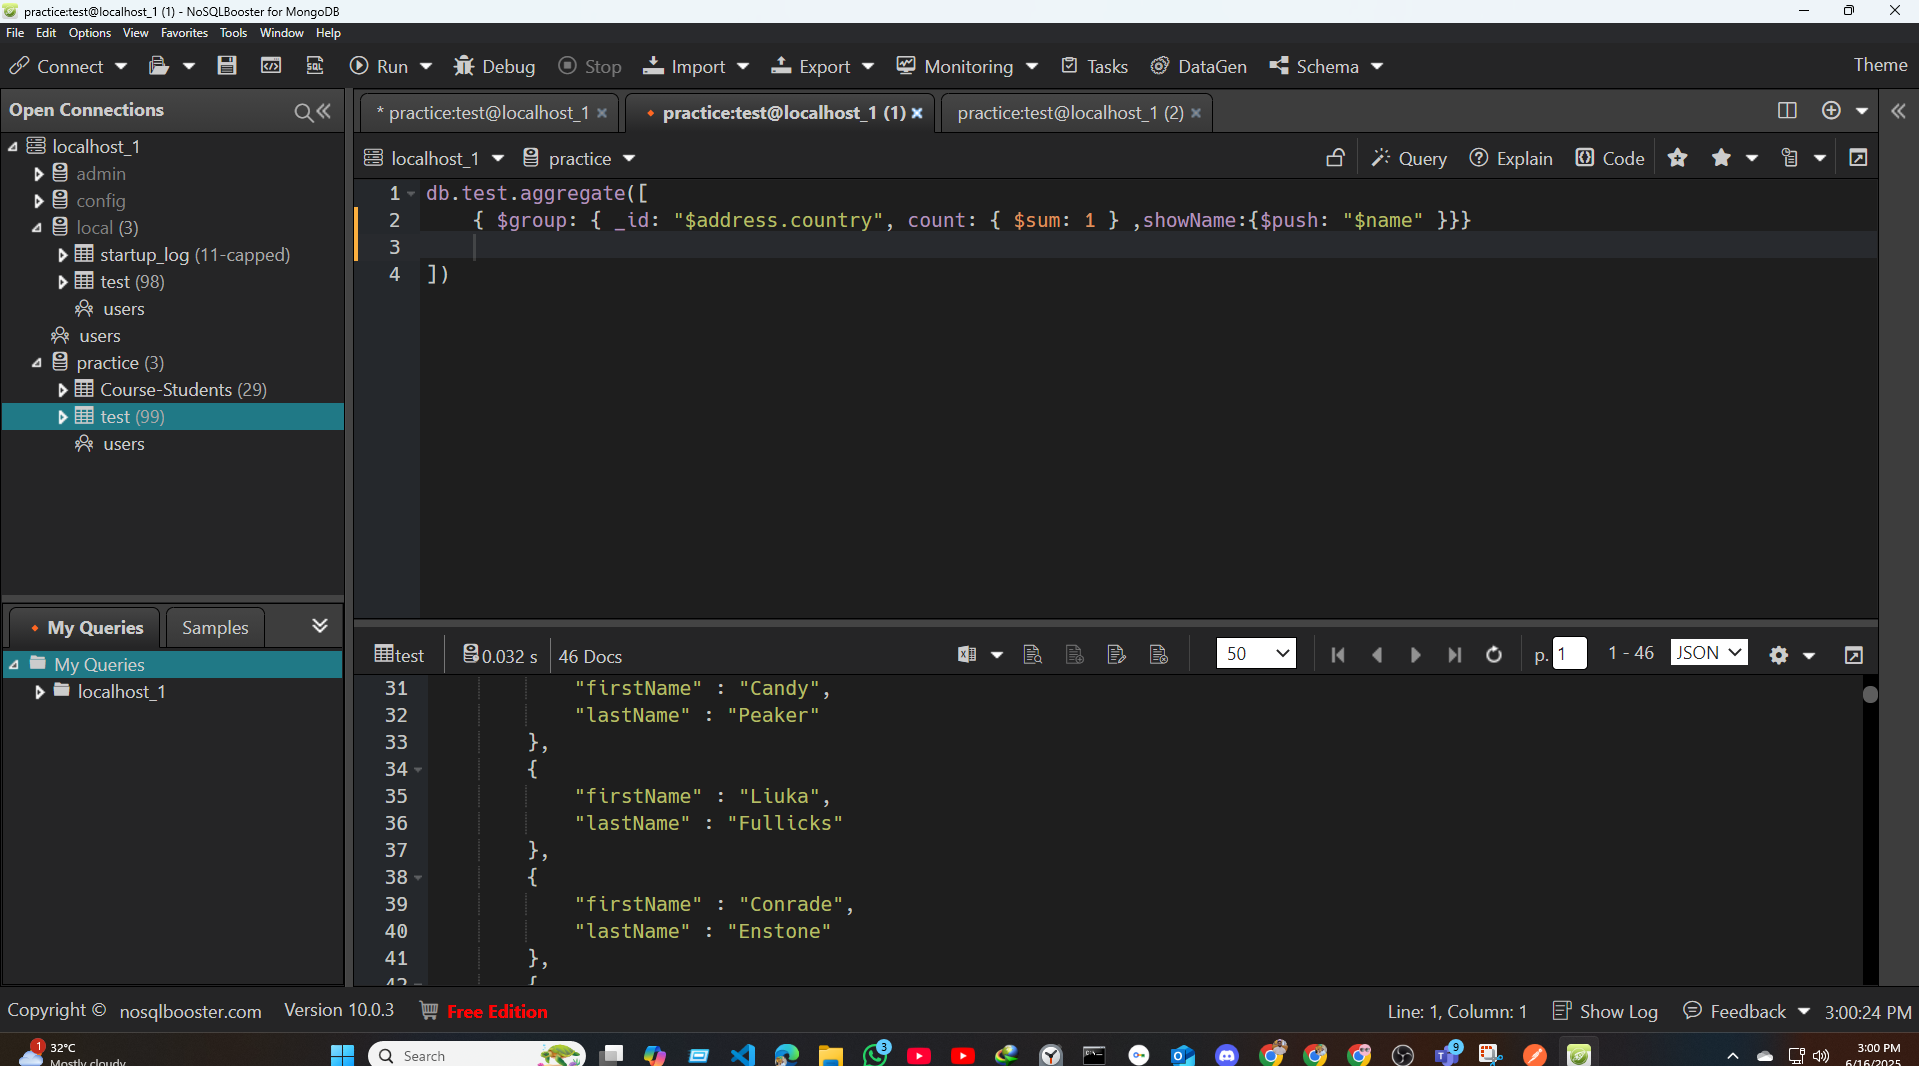 practice:test@localhost_1 (1) - NoSQLBooster for MongoDB
File Edit Options View Favorites Tools Window Help
Connect Run Debug Stop Import Export Monitoring Tasks DataGen Schema Theme
SQL
Open Connections
* practice:test@localhost_1
practice:test@localhost_1 (1)
practice:test@localhost_1 (2)
localhost_1 practice
Query Explain Code
localhost_1
admin
config
local (3)
startup_log (11-capped)
test (98)
users
users
practice (3)
Course-Students (29)
test (99)
users
1 db.test.aggregate([
2 { $group: { _id: "$address.country", count: { $sum: 1 } ,showName:{$push: "$name" }}}
3
4 ])
My Queries Samples
My Queries
localhost_1
test 0.032 s 46 Docs
50
p. 1 1 - 46 JSON
31 "firstName" : "Candy",
32 "lastName" : "Peaker"
33 },
34 {
35 "firstName" : "Liuka",
36 "lastName" : "Fullicks"
37 },
38 {
39 "firstName" : "Conrade",
40 "lastName" : "Enstone"
41 },
42 {
Copyright © nosqlbooster.com Version 10.0.3 Free Edition
Line: 1, Column: 1 Show Log Feedback 3:00:24 PM
1
32°C
Mostly cloudy
Search
3
9
3:00 PM
6/16/2025